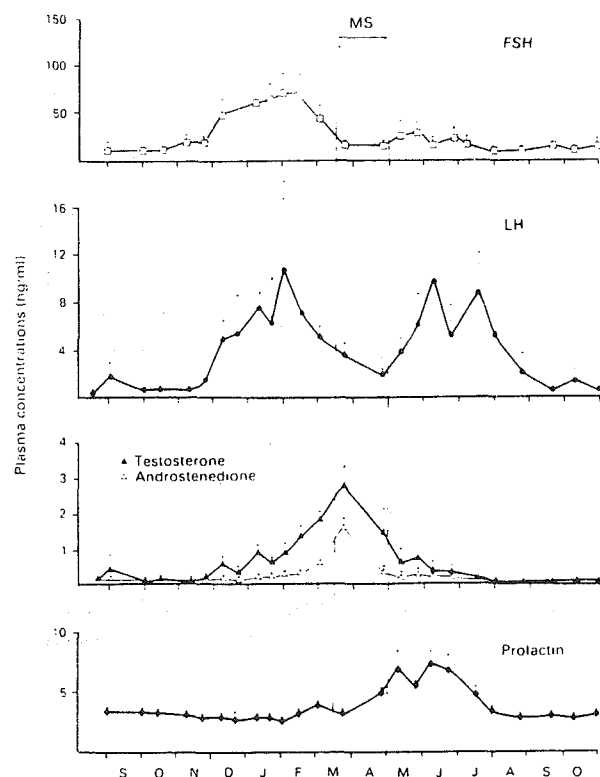 MS
FSH
150
100
50
LH
16
12
8
4
Plasma concentrations (ng/ml)
4
3
2
1
▲ Testosterone
△ Androstenedione
Prolactin
10
5
S O N D J F M A M J J A S O